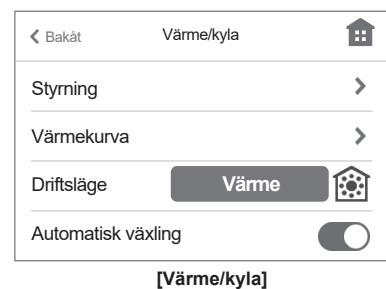 Bakåt Värme/kyla
Styrning
Värmekurva
Driftsläge Värme
Automatisk växling
[Värme/kyla]